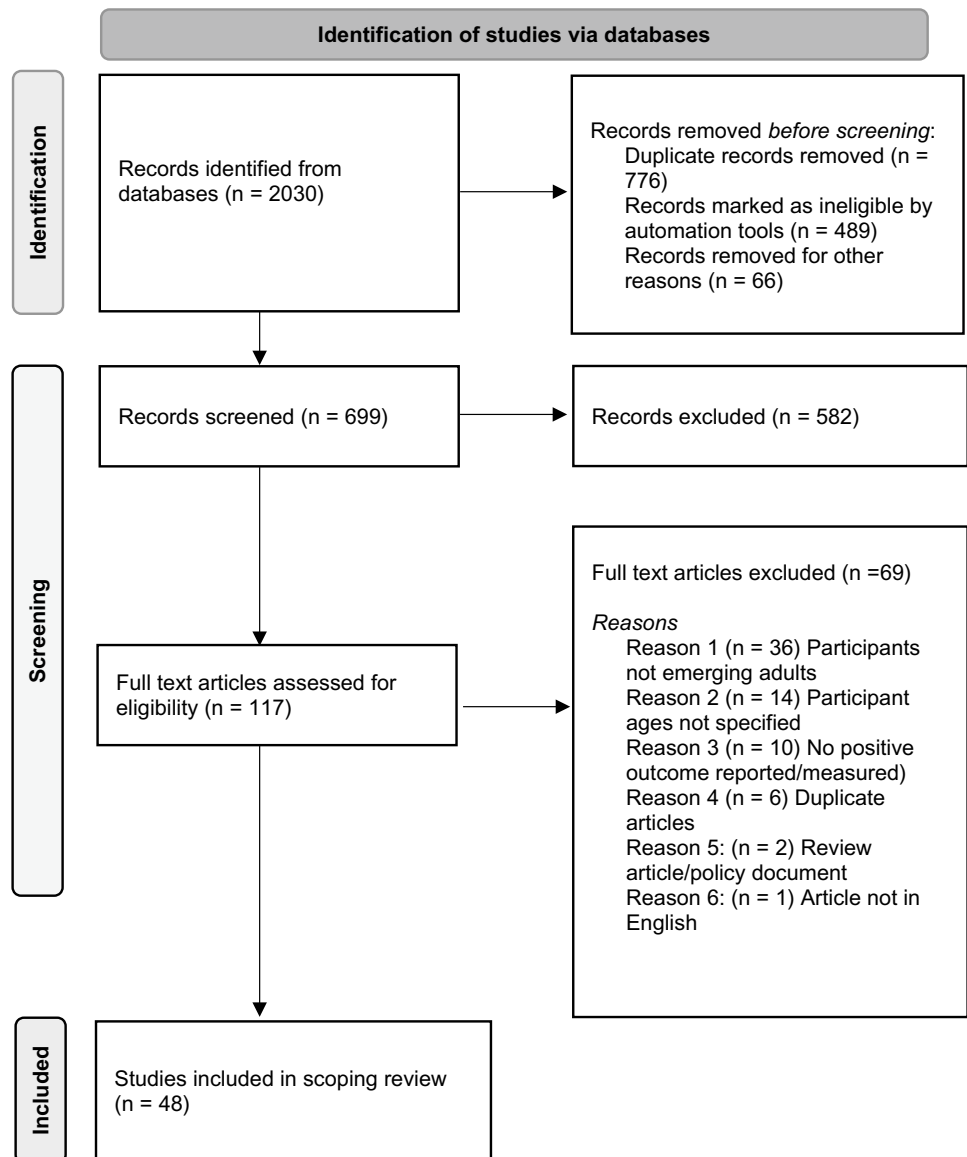 Identification of studies via databases
Identification
Records identified from
databases (n = 2030)
Records removed before screening:
Duplicate records removed (n =
776)
Records marked as ineligible by
automation tools (n = 489)
Records removed for other
reasons (n = 66)
Screening
Records screened (n = 699)
Records excluded (n = 582)
Full text articles assessed for
eligibility (n = 117)
Full text articles excluded (n =69)
Reasons
Reason 1 (n = 36) Participants
not emerging adults
Reason 2 (n = 14) Participant
ages not specified
Reason 3 (n = 10) No positive
outcome reported/measured)
Reason 4 (n = 6) Duplicate
articles
Reason 5: (n = 2) Review
article/policy document
Reason 6: (n = 1) Article not in
English
Included
Studies included in scoping review
(n = 48)